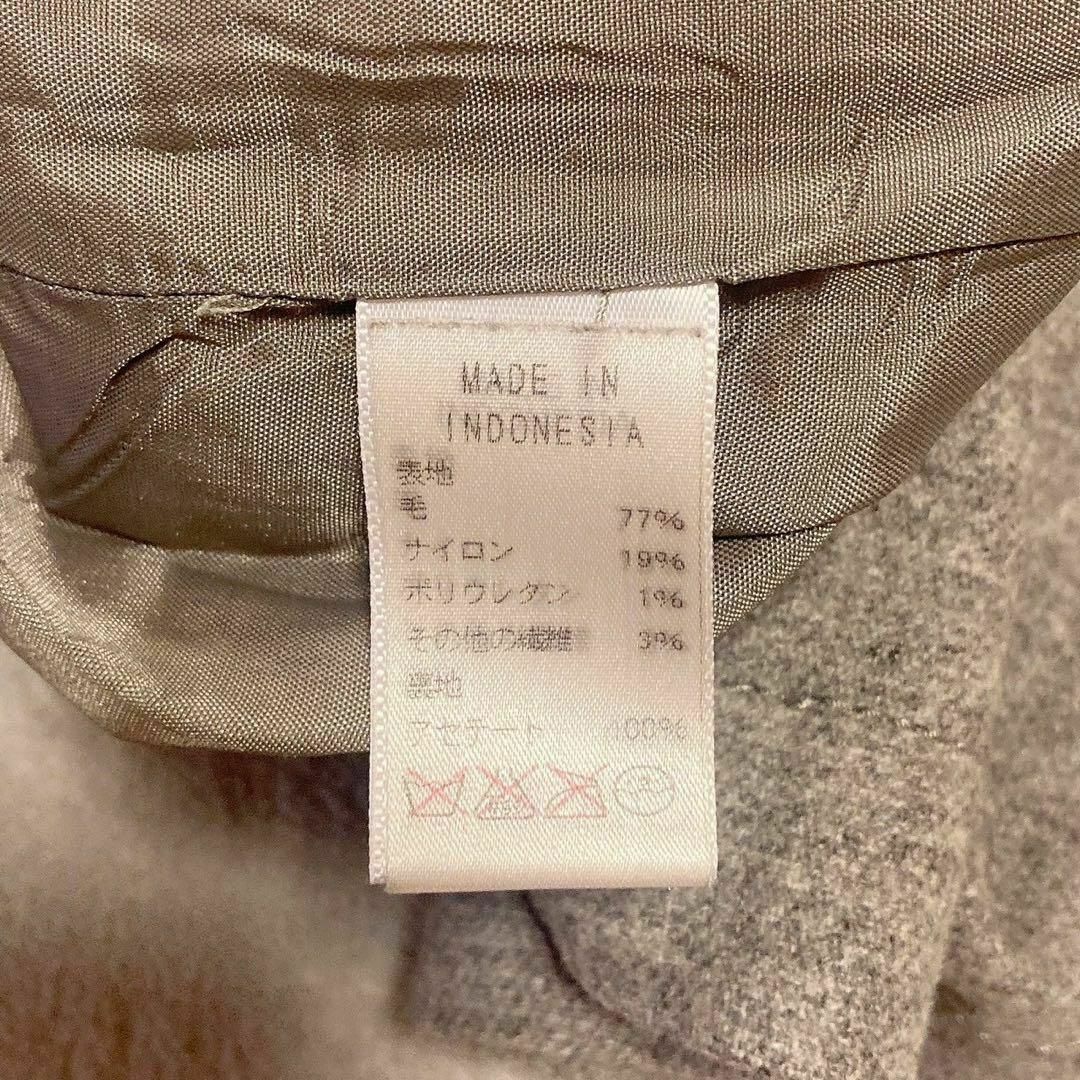 MADE IN
INDONESIA
表地
毛 77%
ナイロン 19%
ポリウレタン 1%
その他の繊維 3%
裏地
アセテート 100%